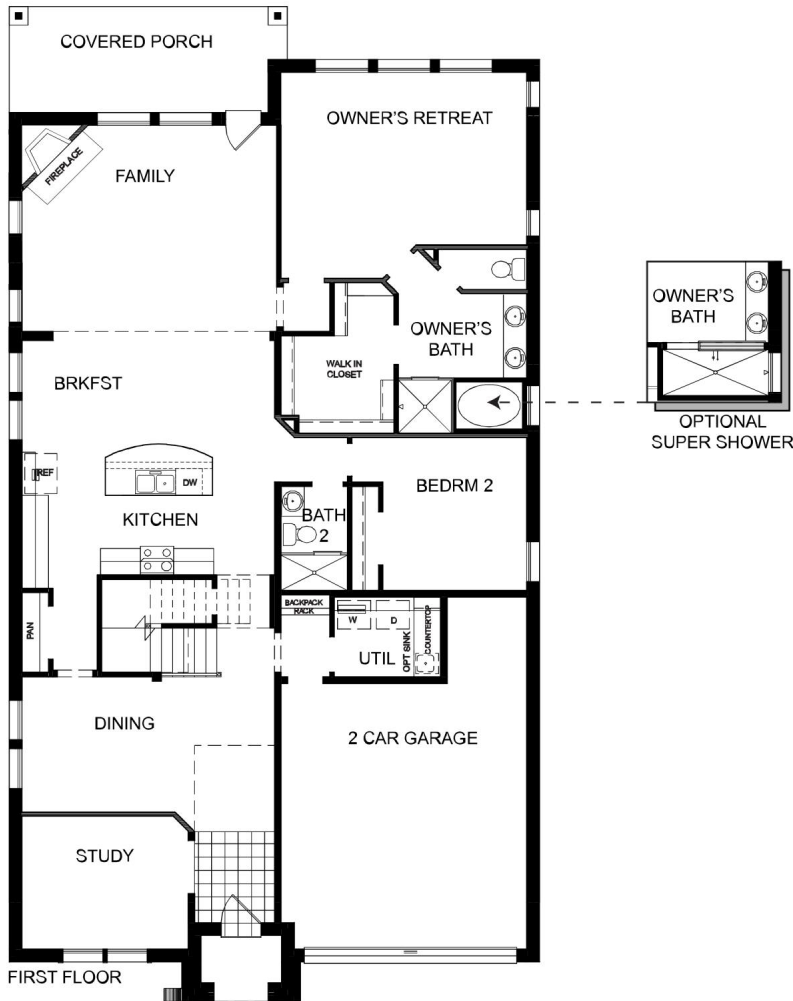 COVERED PORCH
OWNER'S RETREAT
FIREPLACE
FAMILY
OWNER'S
BATH
WALK IN
CLOSET
BRKFST
OWNER'S
BATH
OPTIONAL
SUPER SHOWER
REF
DW
KITCHEN
BATH
2
BEDRM 2
BACKPACK
RACK
W
D
OPT SINK
COUNTERTOP
UTIL
PAN
DINING
2 CAR GARAGE
STUDY
FIRST FLOOR